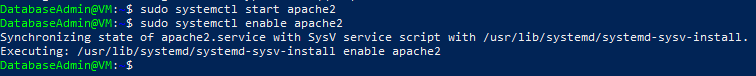 DatabaseAdmin@VM: $ sudo systemctl start apache2
DatabaseAdmin@VM: $ sudo systemctl enable apache2
Synchronizing state of apache2.service with SysV service script with /usr/lib/systemd/systemd-sysv-install.
Executing: /usr/lib/systemd/systemd-sysv-install enable apache2
DatabaseAdmin@VM: $